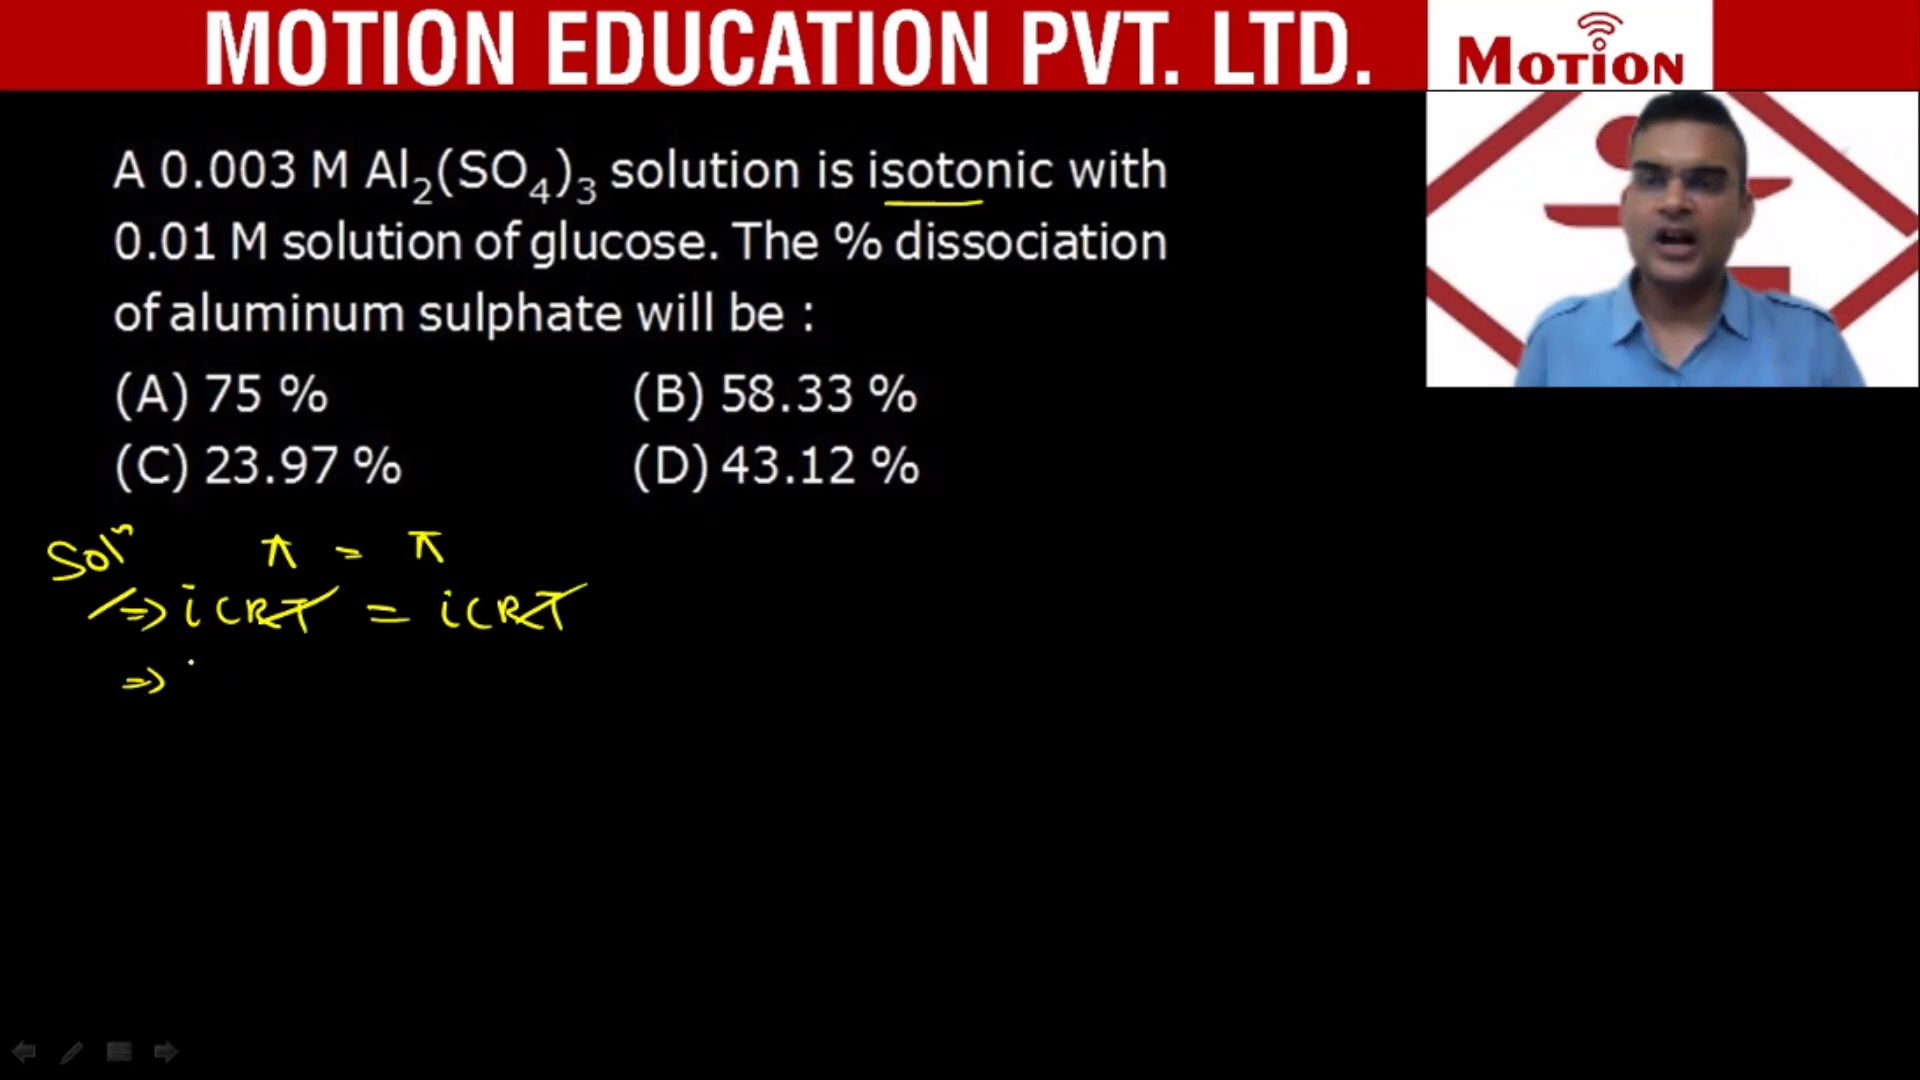 MOTION EDUCATION PVT. LTD.
MOTION
A 0.003 M Al₂(SO₄)₃ solution is isotonic with
0.01 M solution of glucose. The % dissociation
of aluminum sulphate will be :
(A) 75 % (B) 58.33 %
(C) 23.97 % (D) 43.12 %
Solⁿ π = π
⇒ iCRT = iCRT
⇒ i